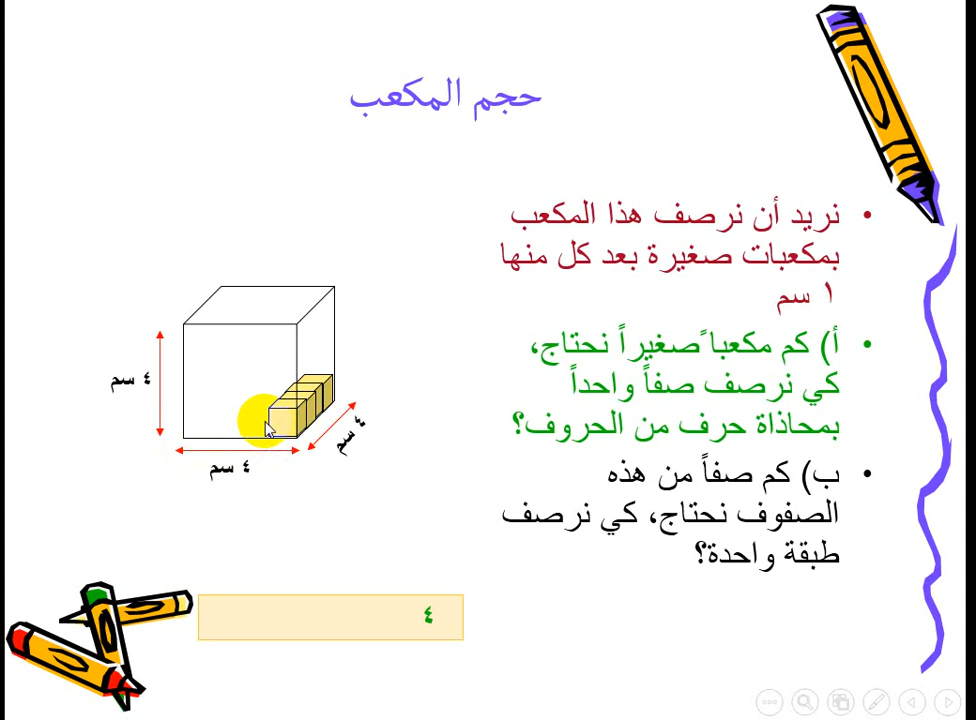 حجم المكعب
• نريد أن نرصف هذا المكعب
بمكعبات صغيرة بعد كل منها
١ سم
• أ) كم مكعباً صغيراً نحتاج،
كي نرصف صفاً واحداً
بمحاذاة حرف من الحروف؟
• ب) كم صفاً من هذه
الصفوف نحتاج، كي نرصف
طبقة واحدة؟
٤ سم
٤ سم
٤ سم
٤